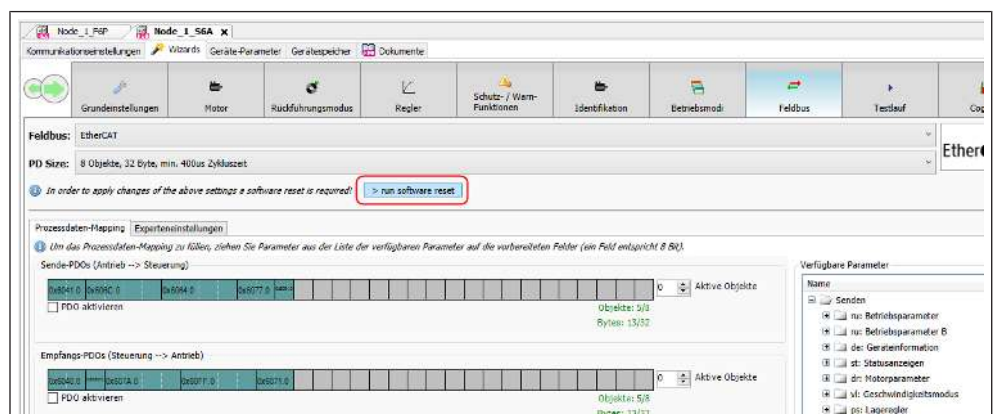 Node_1_F6P
Node_1_S6A x
Kommunikationseinstellungen Wizards Geräte-Parameter Gerätespeicher Dokumente
Grundeinstellungen
Motor
Rückführungsmodus
Regler
Schutz- / Warn-
Funktionen
Identifikation
Betriebsmodi
Feldbus
Testlauf
Feldbus: EtherCAT
PD Size: 8 Objekte, 32 Byte, min. 400us Zykluszeit
In order to apply changes of the above settings a software reset is required!
> run software reset
Prozessdaten-Mapping Experteneinstellungen
Um das Prozessdaten-Mapping zu füllen, ziehen Sie Parameter aus der Liste der verfügbaren Parameter auf die vorbereiteten Felder (ein Feld entspricht 8 Bit).
Sende-PDOs (Antrieb --> Steuerung)
0x6041.0 0x606C.0 0x6064.0 0x6077.0
0 Aktive Objekte
PDO aktivieren
Objekte: 5/8
Bytes: 13/32
Empfangs-PDOs (Steuerung --> Antrieb)
0x6040.0 0x607A.0 0x60FF.0 0x6071.0
0 Aktive Objekte
PDO aktivieren
Objekte: 5/8
Bytes: 13/32
Verfügbare Parameter
Name
Senden
ru: Betriebsparameter
ru: Betriebsparameter B
de: Geräteinformation
st: Statusanzeigen
dr: Motorparameter
vl: Geschwindigkeitsmodus
ps: Lageregler